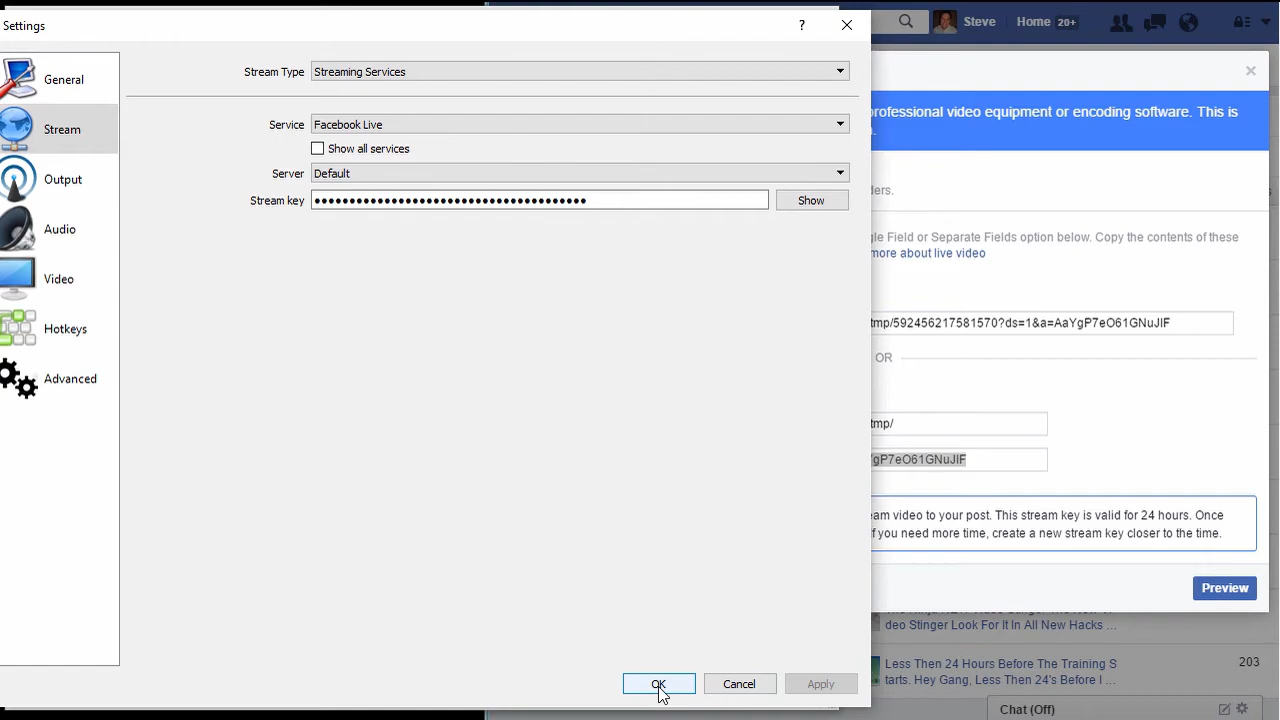 Settings
?
General
Stream
Output
Audio
Video
Hotkeys
Advanced
Stream Type Streaming Services
Service Facebook Live
Show all services
Server Default
Stream key ●●●●●●●●●●●●●●●●●●●●●●●●●●●●●●●●●●●●●●● Show
OK Cancel Apply
Steve Home 20+
professional video equipment or encoding software. This is
ders.
gle Field or Separate Fields option below. Copy the contents of these
more about live video
tmp/592456217581570?ds=1&a=AaYgP7eO61GNuJIF
OR
tmp/
YgP7eO61GNuJIF
eam video to your post. This stream key is valid for 24 hours. Once
if you need more time, create a new stream key closer to the time.
Preview
deo Stinger Look For It In All New Hacks ...
Less Then 24 Hours Before The Training S
tarts. Hey Gang, Less Then 24's Before I ...
203
Chat (Off)